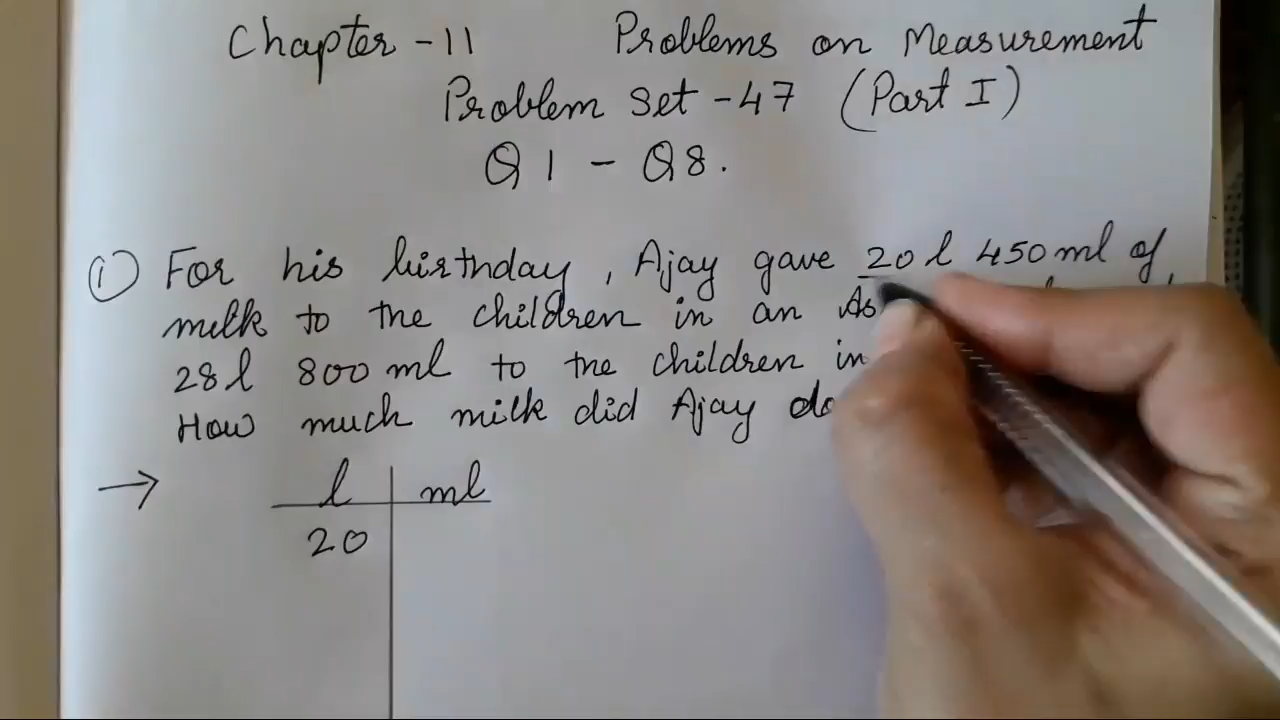 Chapter - 11 Problems on Measurement
Problem Set - 47 (Part I)
Q 1 - Q 8.
1) For his birthday, Ajay gave 20 l 450 ml of
milk to the children in an
28 l 800 ml to the children in
How much milk did Ajay
→ l ml
20